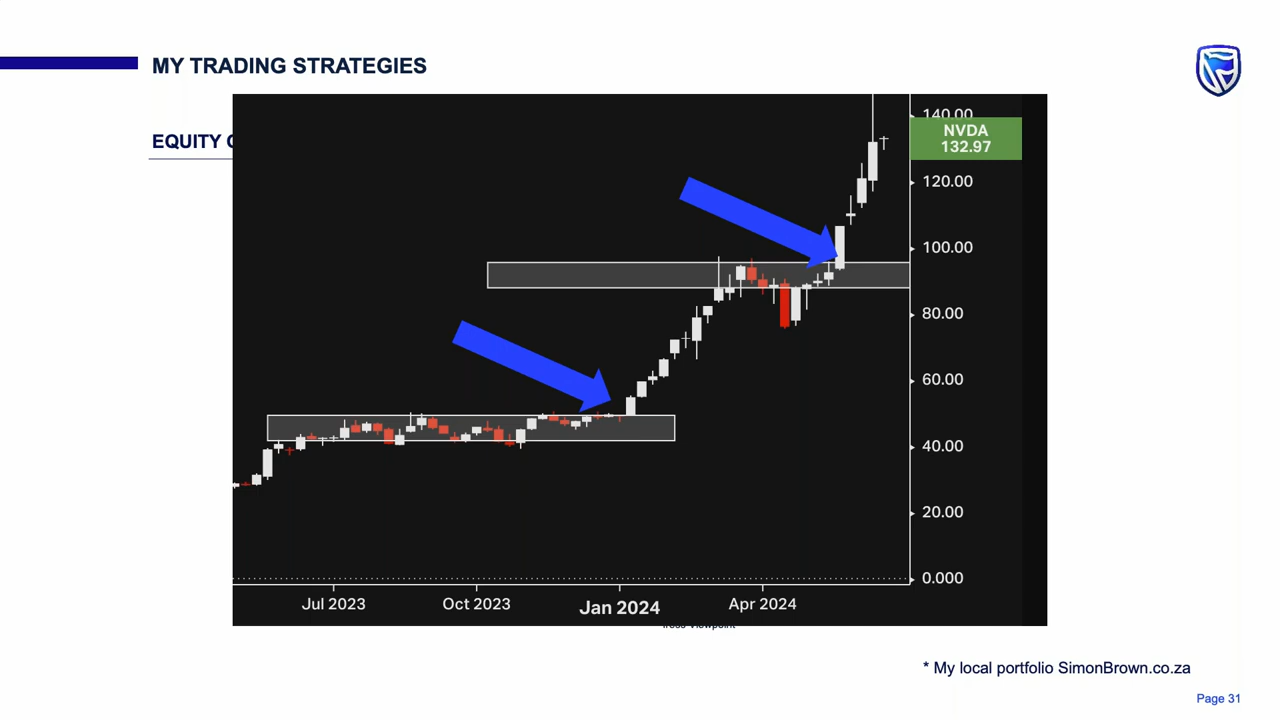 MY TRADING STRATEGIES
EQUITY
140.00
NVDA
132.97
120.00
100.00
80.00
60.00
40.00
20.00
0.000
Jul 2023
Oct 2023
Jan 2024
Apr 2024
Viewpoint
* My local portfolio SimonBrown.co.za
Page 31